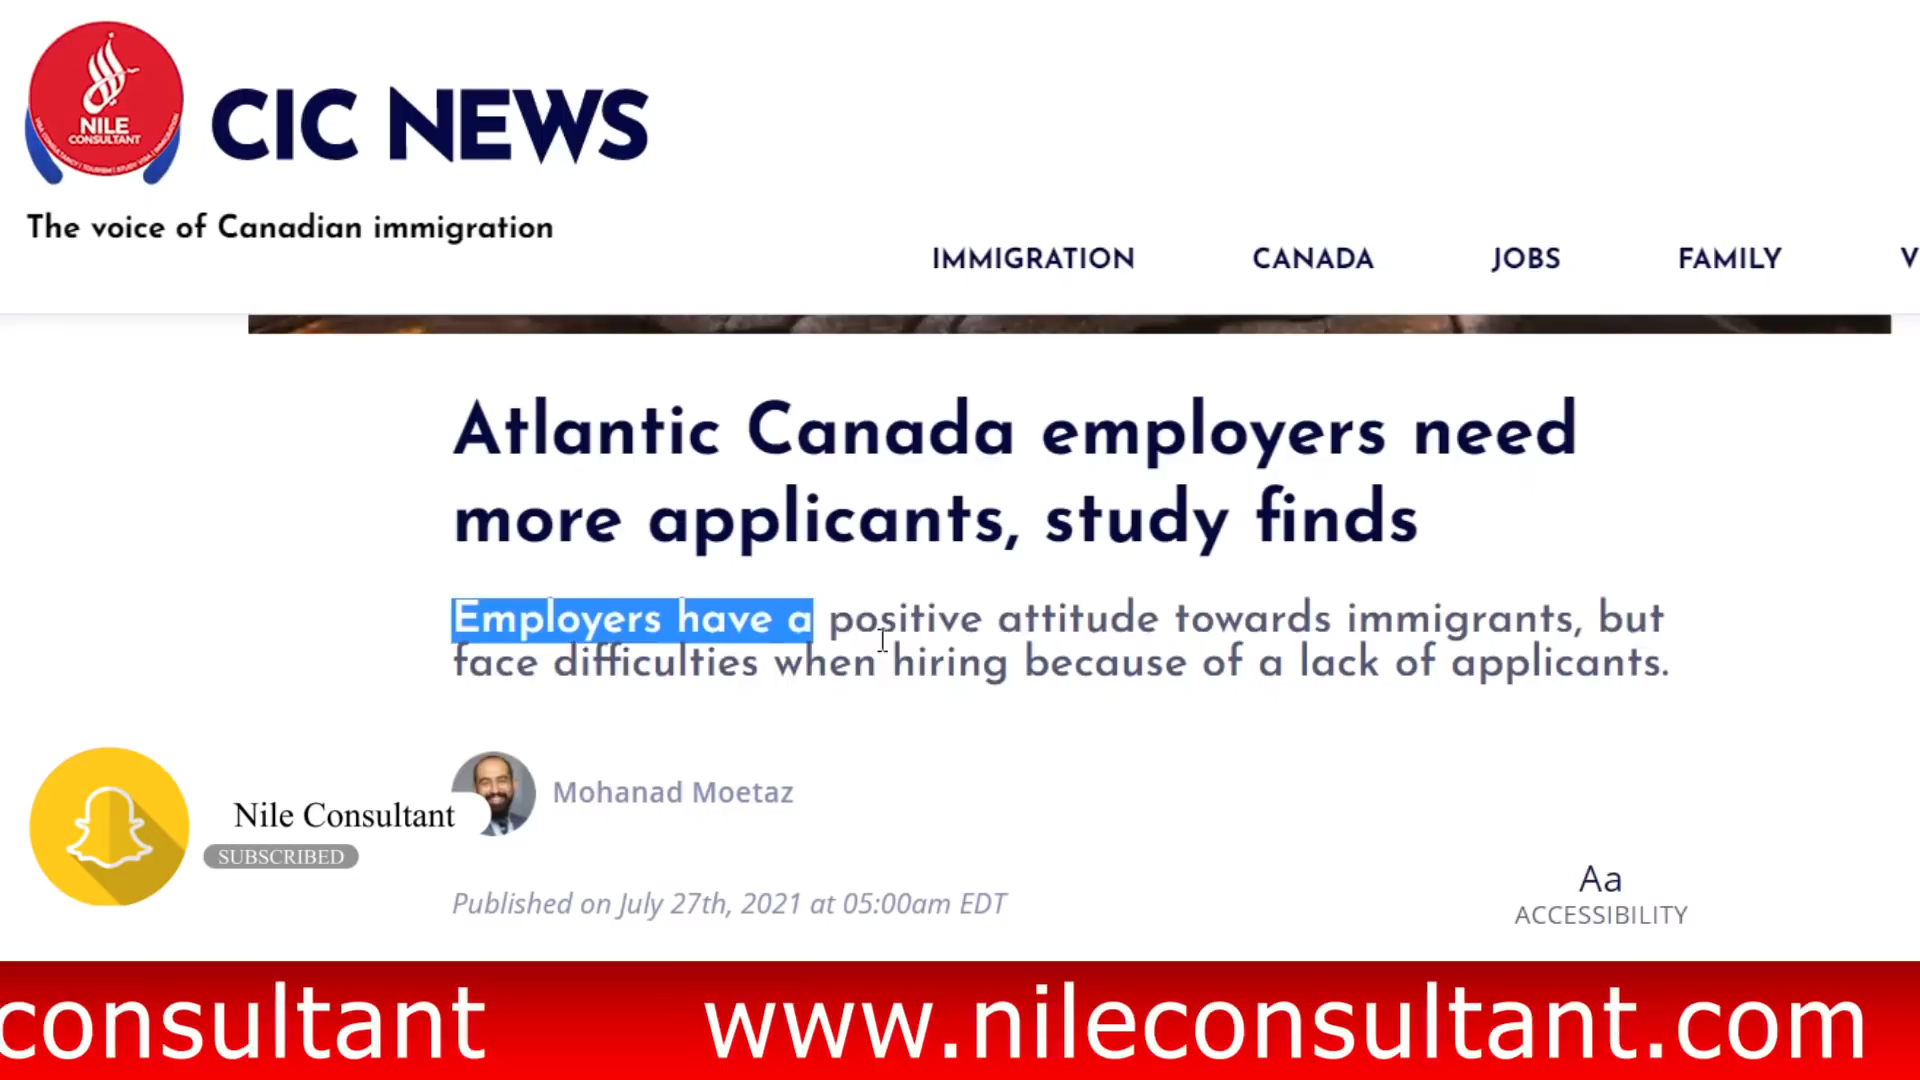 NILE
CONSULTANT
CIC NEWS
The voice of Canadian immigration
IMMIGRATION CANADA JOBS FAMILY V
Atlantic Canada employers need
more applicants, study finds
Employers have a positive attitude towards immigrants, but
face difficulties when hiring because of a lack of applicants.
Mohanad Moetaz
Nile Consultant
SUBSCRIBED
Published on July 27th, 2021 at 05:00am EDT
Aa
ACCESSIBILITY
consultant www.nileconsultant.com